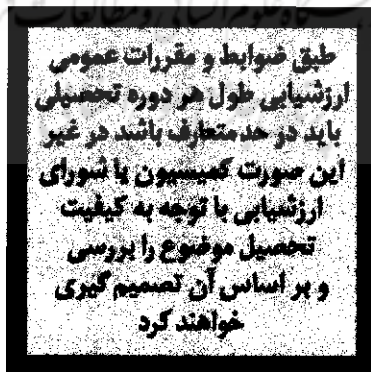 طبق ضوابط و مقررات عمومی
ارزشیابی طول هر دوره تحصیلی
باید در حد متعارف باشد در غیر
این صورت کمیسیون یا شورای
ارزشیابی با توجه به کیفیت
تحصیل موضوع را بررسی
و بر اساس آن تصمیم گیری
خواهند کرد